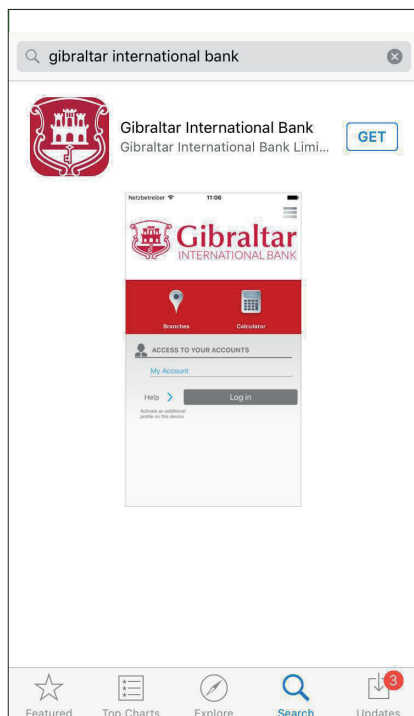 gibraltar international bank
Gibraltar International Bank
Gibraltar International Bank Limi...
GET
Netzbetreiber 11:06
Gibraltar
INTERNATIONAL BANK
Branches Calculator
ACCESS TO YOUR ACCOUNTS
My Account
Help Log in
Activate an additional
profile on this device
3
Featured Top Charts Explore Search Updates